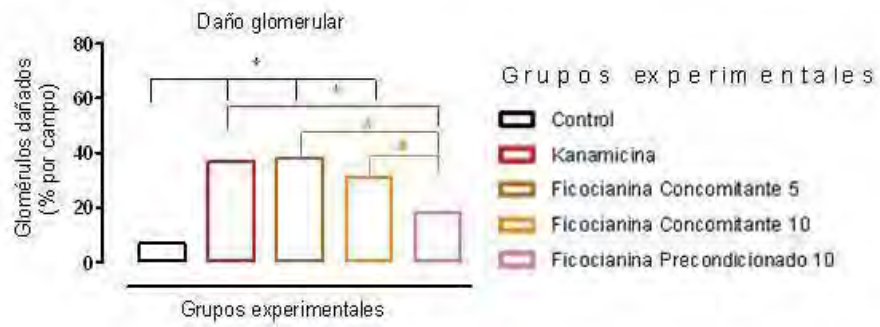 Daño glomerular
80
60
40
20
0
Glomérulos dañados
(% por campo)
*
*
*
*
Grupos experimentales
Grupos experimentales
Control
Kanamicina
Ficocianina Concomitante 5
Ficocianina Concomitante 10
Ficocianina Precondicionado 10